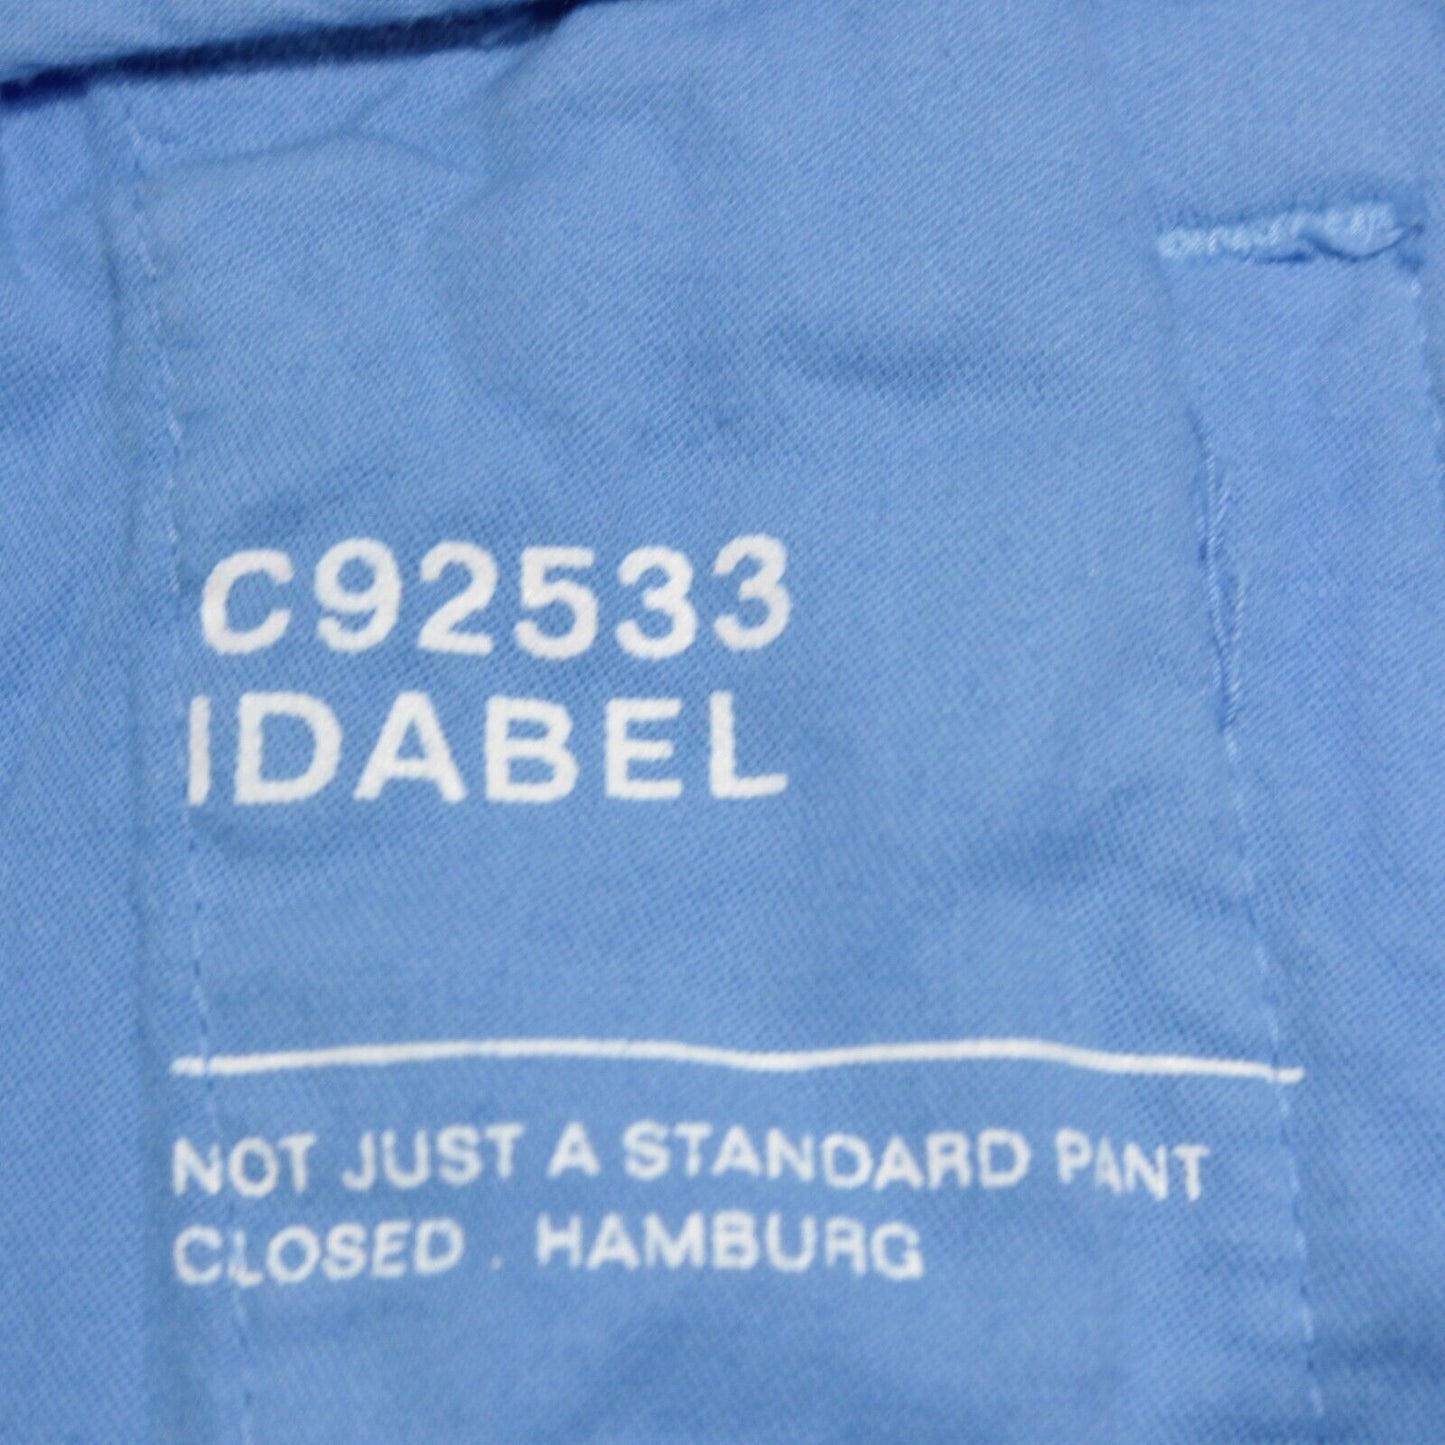 C92533
IDABEL
NOT JUST A STANDARD PANT
CLOSED . HAMBURG